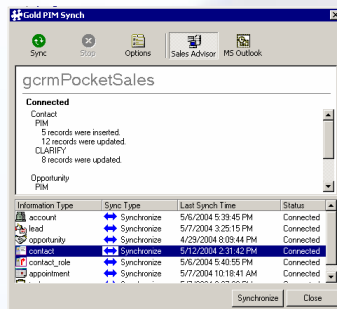 Gold PIM Synch
Sync Stop Options Sales Advisor MS Outlook
gcrmPocketSales
Connected
Contact
PIM
5 records were inserted.
12 records were updated.
CLARIFY
8 records were updated.
Opportunity
PIM
Information Type Sync Type Last Synch Time Status
account Synchronize 5/6/2004 5:39:45 PM Connected
lead Synchronize 5/7/2004 3:25:15 PM Connected
opportunity Synchronize 4/29/2004 8:09:44 PM Connected
contact Synchronize 5/12/2004 2:31:42 PM Connected
contact_role Synchronize 5/6/2004 5:40:55 PM Connected
appointment Synchronize 5/7/2004 10:18:41 AM Connected
Synchronize Close